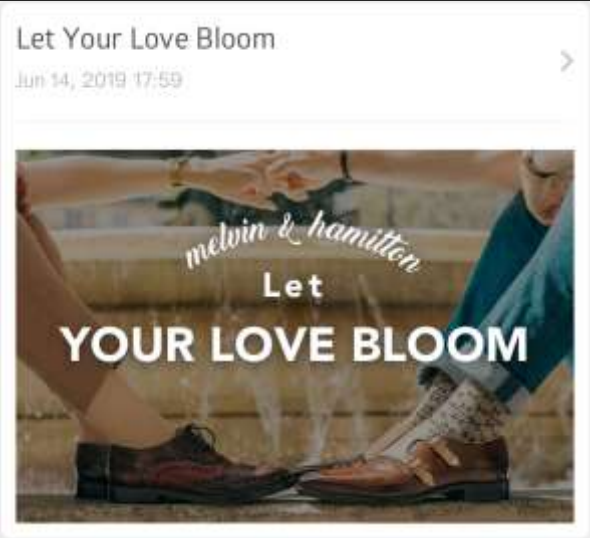 Let Your Love Bloom
Jun 14, 2019 17:59
melvin & hamilton
Let
YOUR LOVE BLOOM